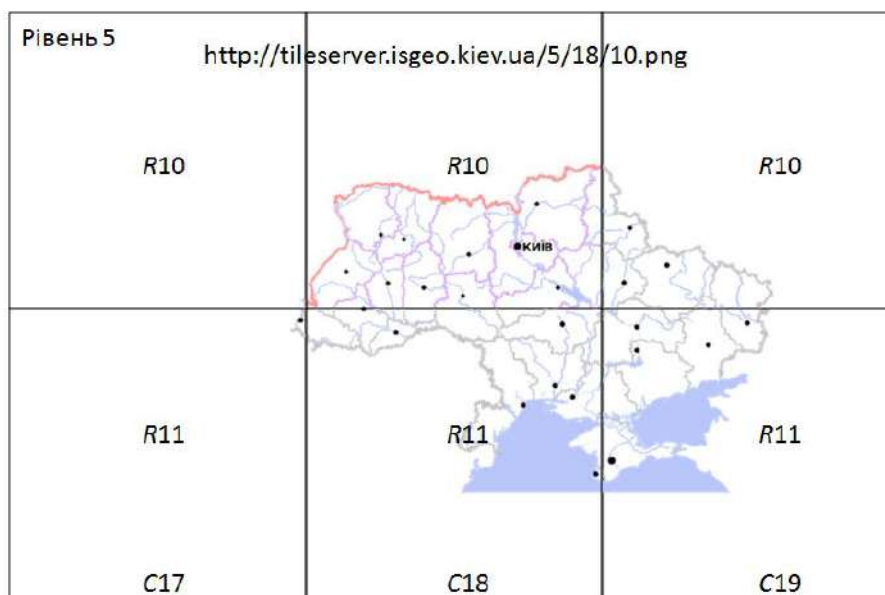 Рівень 5
http://tileserver.isgeo.kiev.ua/5/18/10.png
R10 R10 R10
КИЇВ
R11 R11 R11
C17 C18 C19